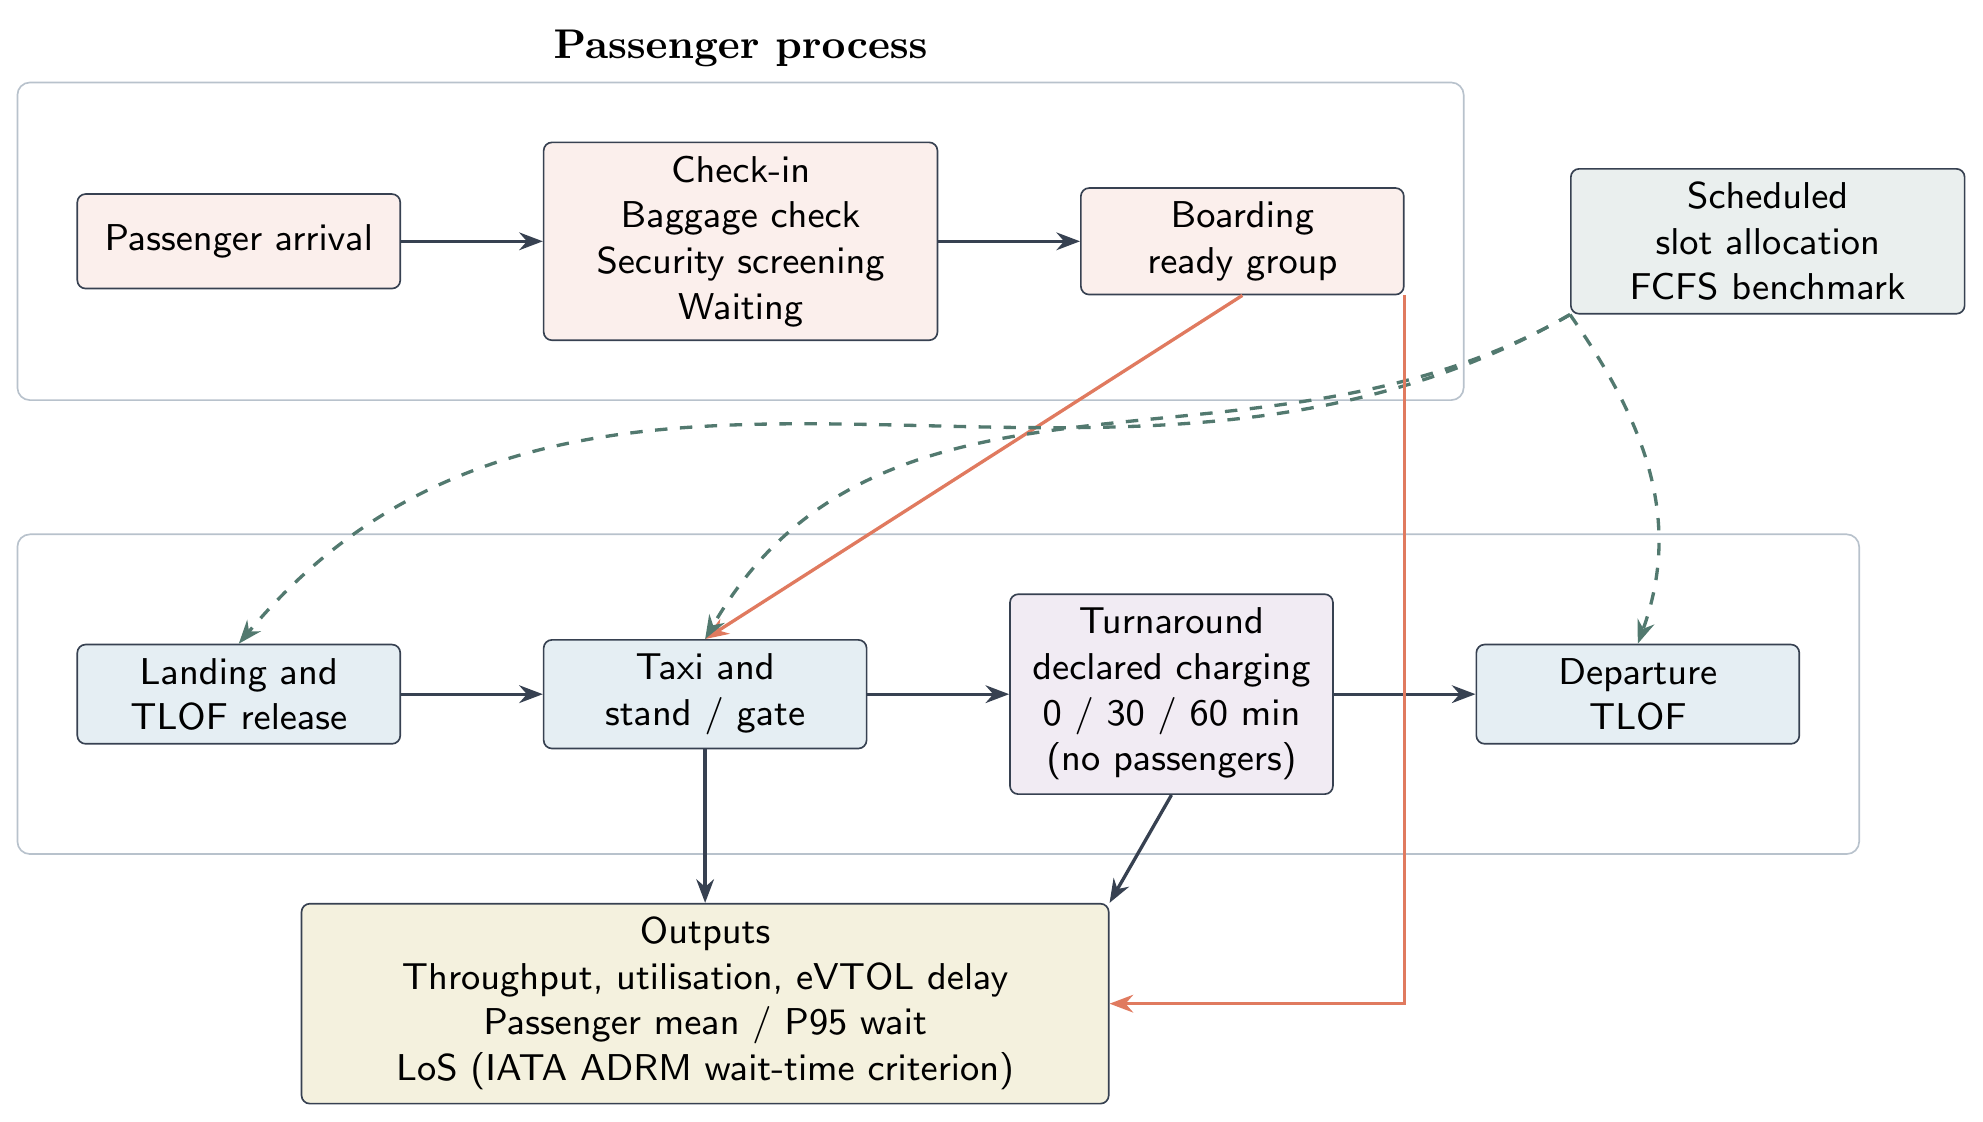 Passenger process
Passenger arrival
Check-in
Baggage check
Security screening
Waiting
Boarding
ready group
Scheduled
slot allocation
FCFS benchmark
Landing and
TLOF release
Taxi and
stand / gate
Turnaround
declared charging
0 / 30 / 60 min
(no passengers)
Departure
TLOF
Outputs
Throughput, utilisation, eVTOL delay
Passenger mean / P95 wait
LoS (IATA ADRM wait-time criterion)